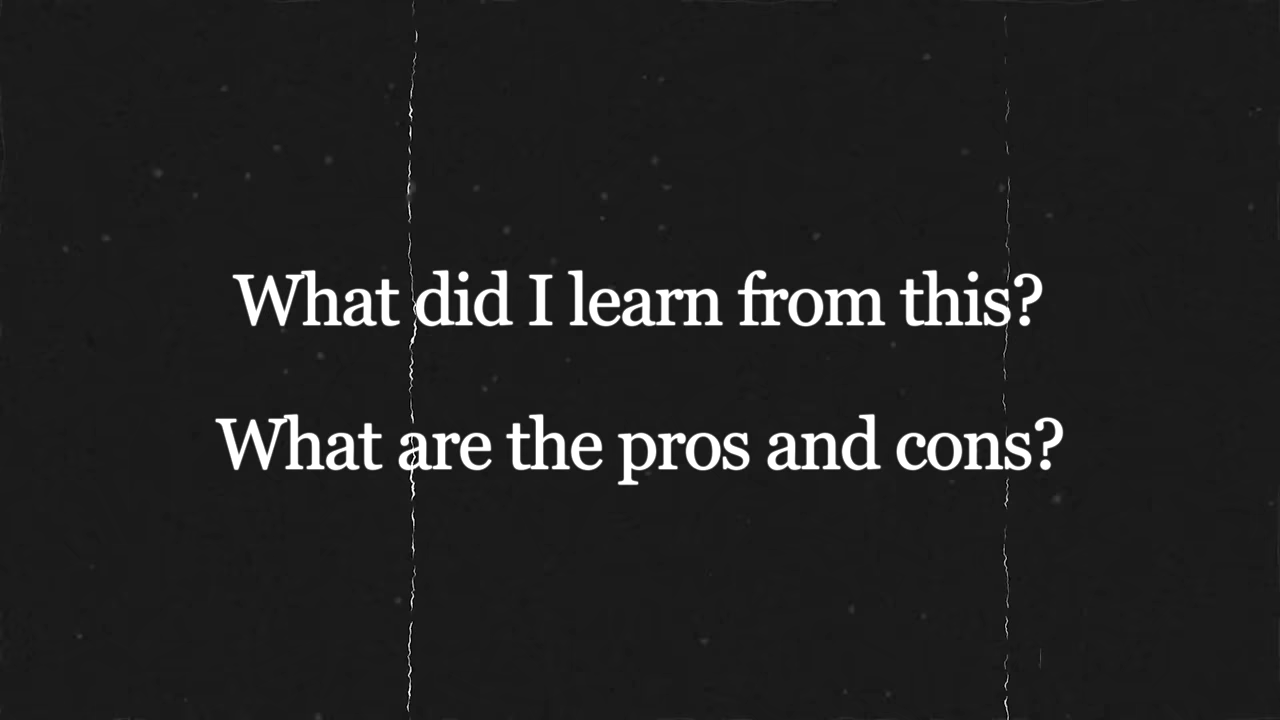 What did I learn from this?
What are the pros and cons?